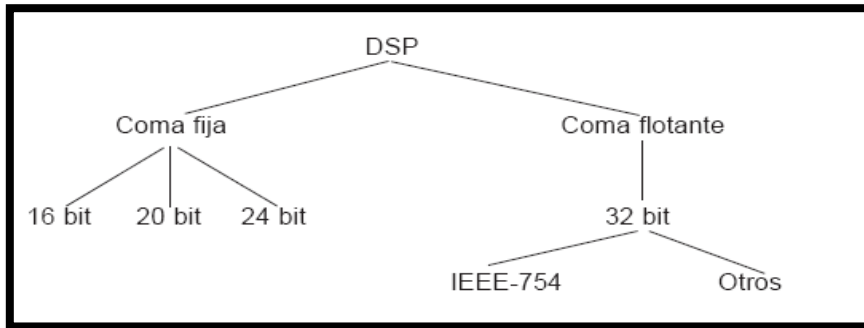 DSP
Coma fija Coma flotante
16 bit 20 bit 24 bit 32 bit
IEEE-754 Otros